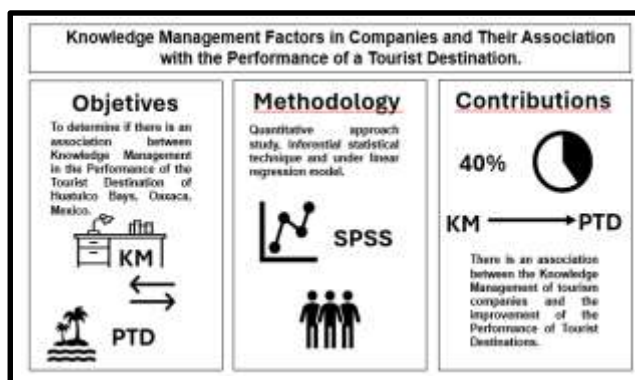 Knowledge Management Factors in Companies and Their Association
with the Performance of a Tourist Destination.
Objetives
To determine if there is an
association between
Knowledge Management
in the Performance of the
Tourist Destination of
Huatulco Bays, Oaxaca,
Mexico.
KM
PTD
Methodology
Quantitative approach
study, inferential statistical
technique and under linear
regression model.
SPSS
Contributions
40%
KM PTD
There is an association
between the Knowledge
Management of tourism
companies and the
improvement of the
Performance of Tourist
Destinations.